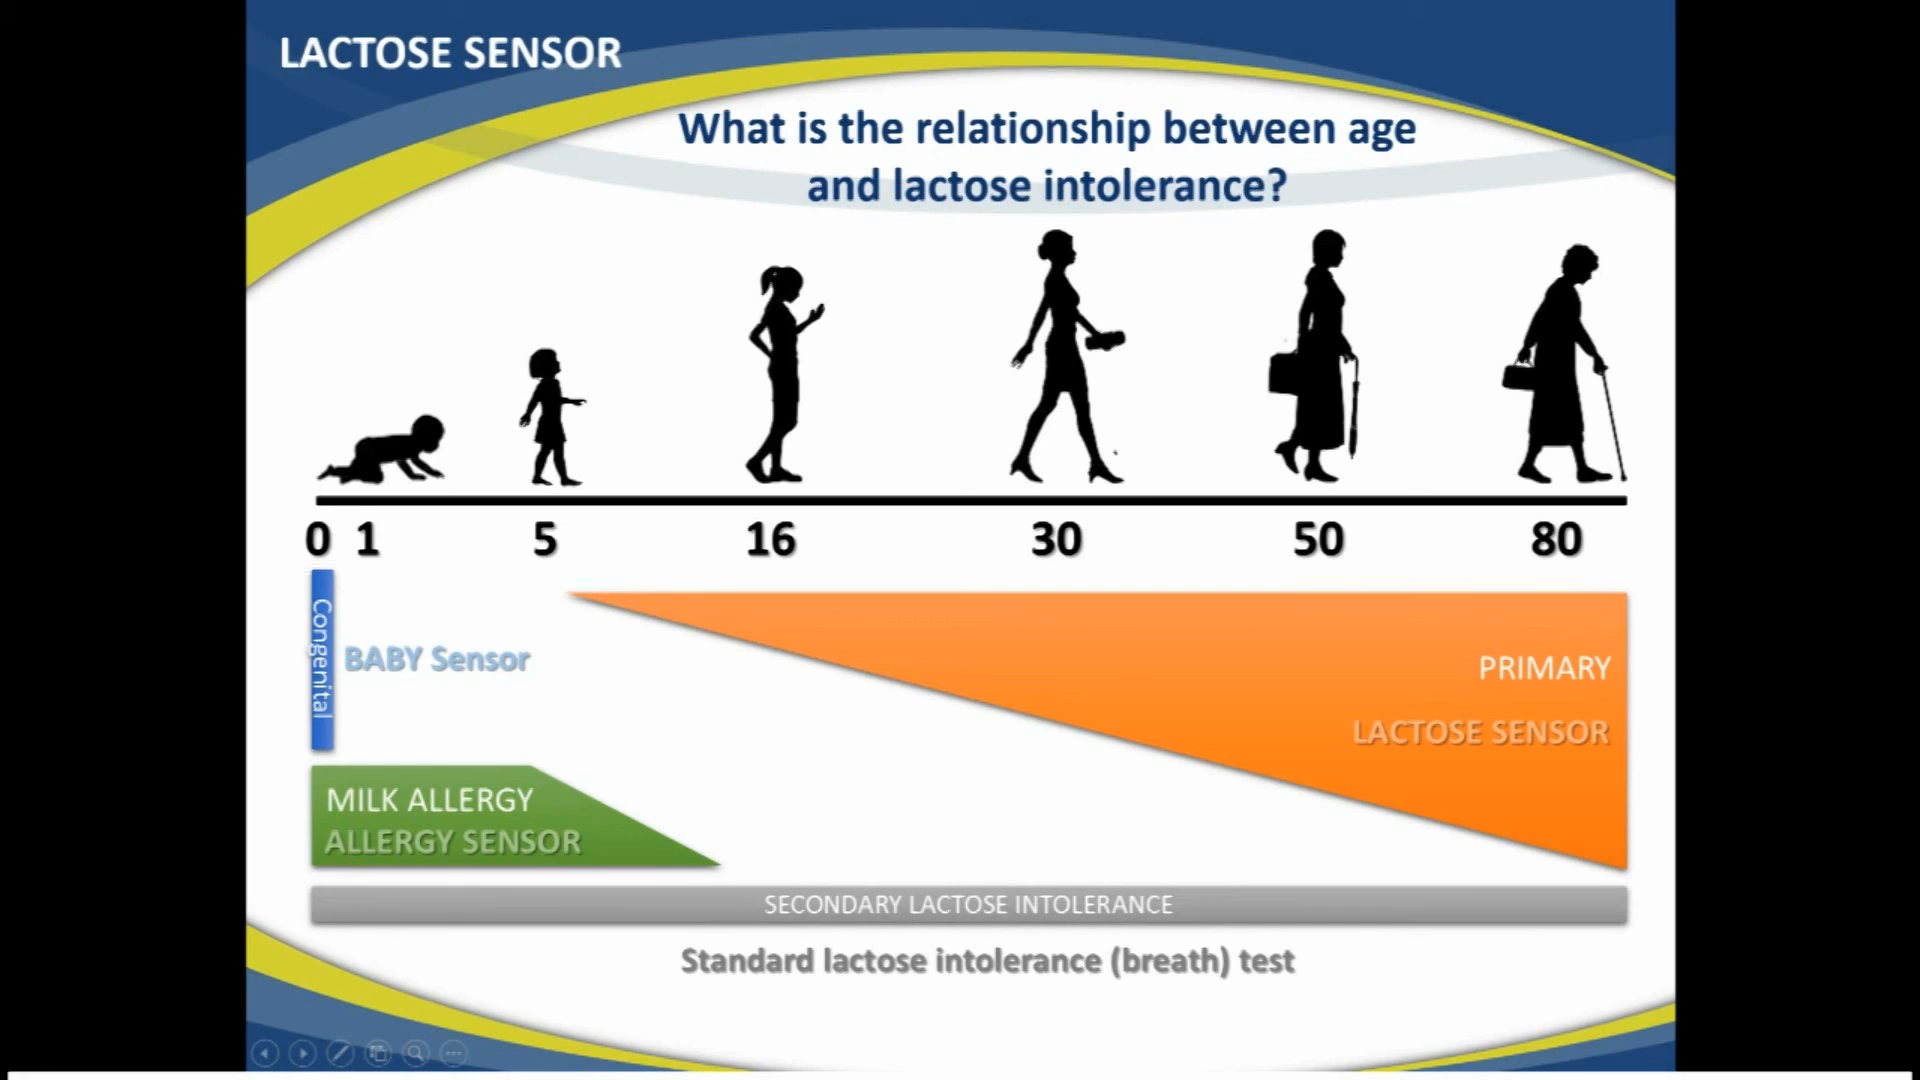 LACTOSE SENSOR
What is the relationship between age
and lactose intolerance?
0 1 5 16 30 50 80
Congenital
BABY Sensor
PRIMARY
LACTOSE SENSOR
MILK ALLERGY
ALLERGY SENSOR
SECONDARY LACTOSE INTOLERANCE
Standard lactose intolerance (breath) test